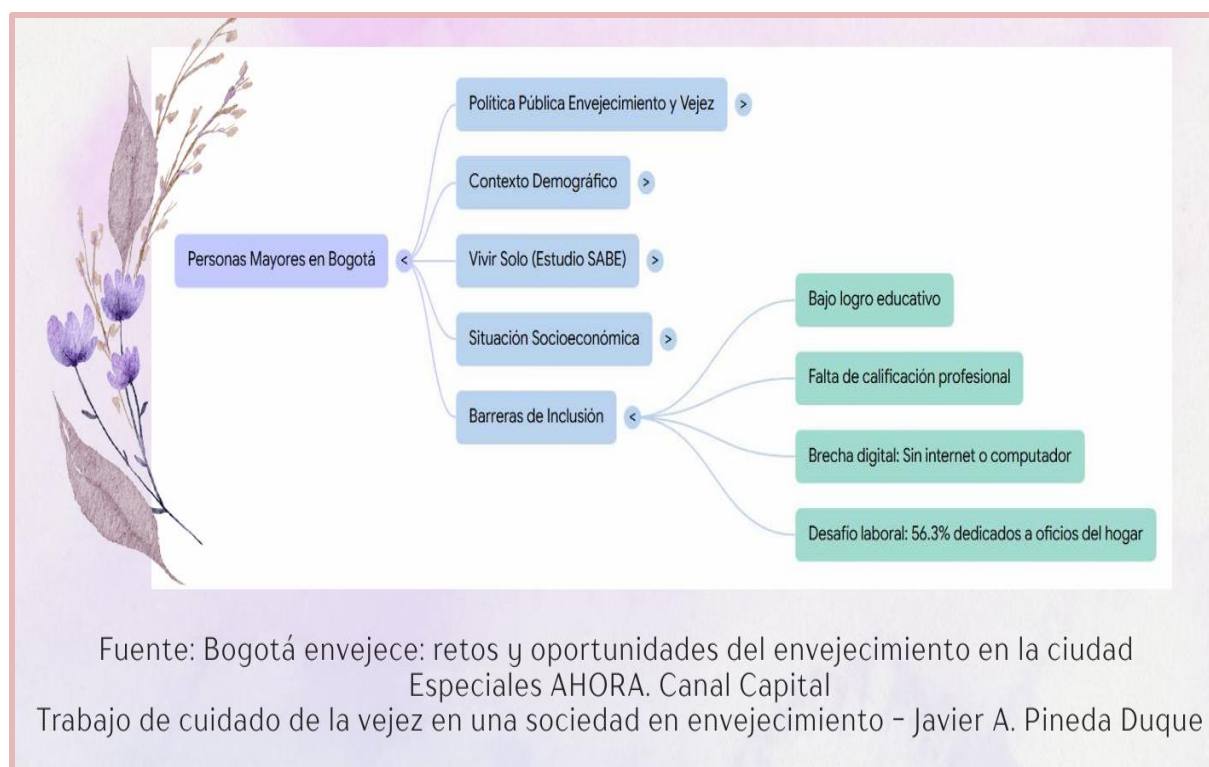 Personas Mayores en Bogotá
<
Política Pública Envejecimiento y Vejez
>
Contexto Demográfico
>
Vivir Solo (Estudio SABE)
>
Situación Socioeconómica
>
Barreras de Inclusión
<
Bajo logro educativo
Falta de calificación profesional
Brecha digital: Sin internet o computador
Desafío laboral: 56.3% dedicados a oficios del hogar
Fuente: Bogotá envejece: retos y oportunidades del envejecimiento en la ciudad
Especiales AHORA. Canal Capital
Trabajo de cuidado de la vejez en una sociedad en envejecimiento – Javier A. Pineda Duque